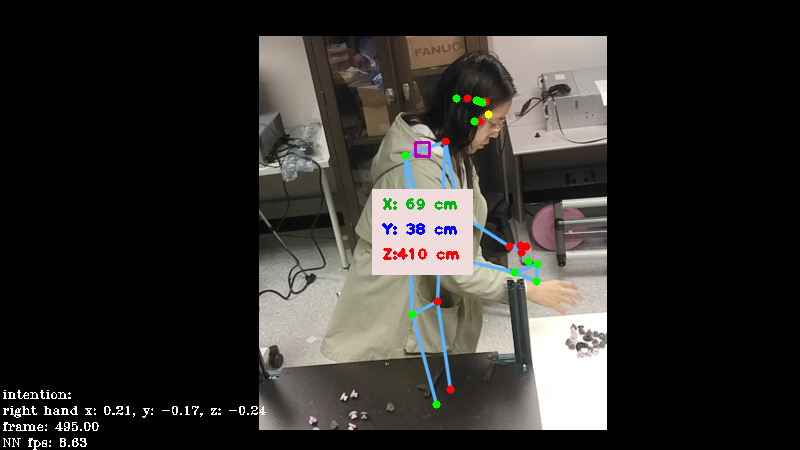 FANUC
X: 69 cm
Y: 38 cm
Z:410 cm
intention:
right hand x: 0.21, y: −0.17, z: −0.24
frame: 495.00
NN fps: 8.63